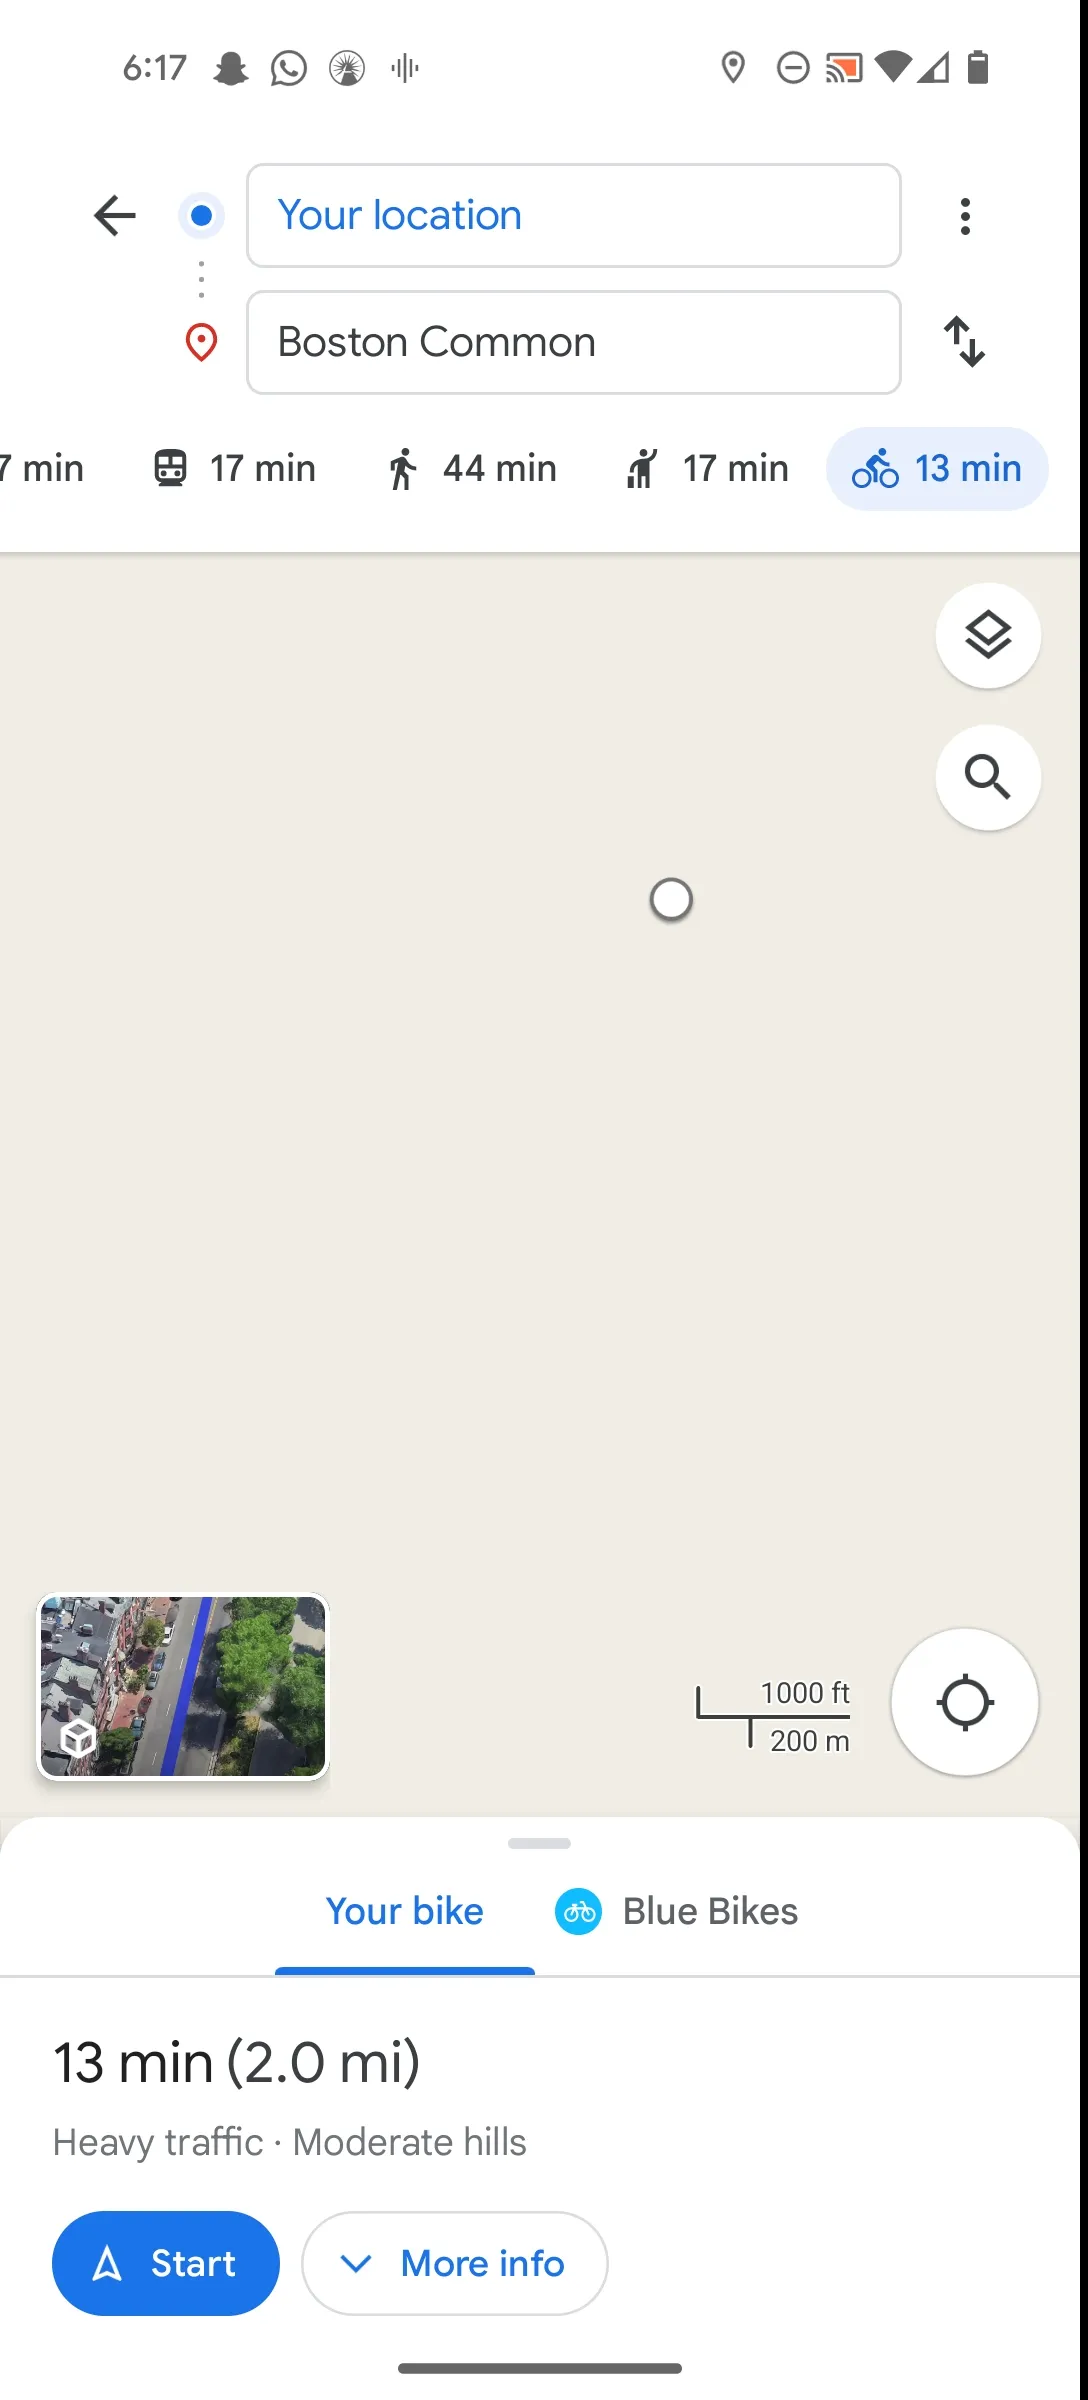 6:17
Your location
Boston Common
7 min 17 min 44 min 17 min 13 min
1000 ft
200 m
Your bike Blue Bikes
13 min (2.0 mi)
Heavy traffic · Moderate hills
Start More info